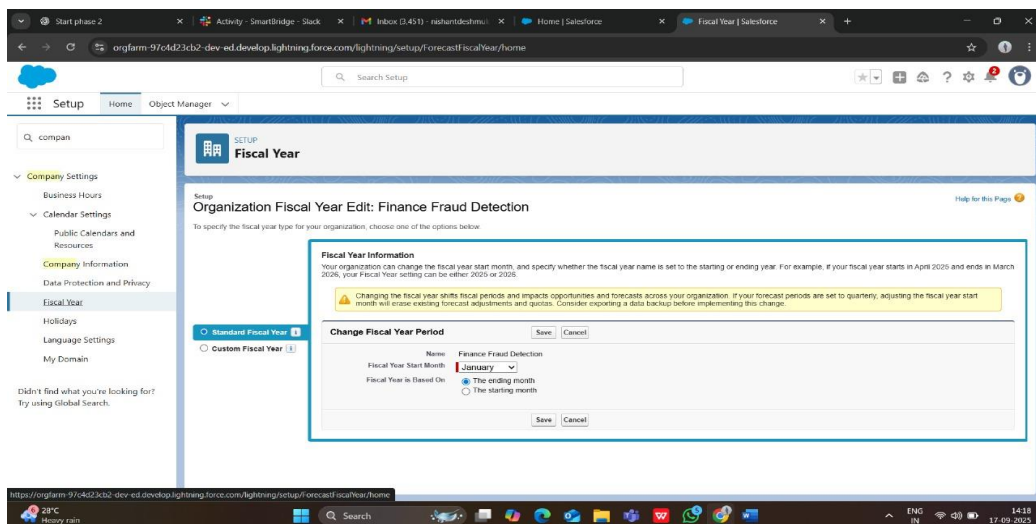 Start phase 2
Activity - SmartBridge - Slack
Inbox (3,451) - nishantdeshmuk
Home | Salesforce
Fiscal Year | Salesforce
orgfarm-97c4d23cb2-dev-ed.develop.lightning.force.com/lightning/setup/ForecastFiscalYear/home
Search Setup
2
Setup Home Object Manager
compan
SETUP
Fiscal Year
Company Settings
Business Hours
Calendar Settings
Public Calendars and
Resources
Company Information
Data Protection and Privacy
Fiscal Year
Holidays
Language Settings
My Domain
Didn't find what you're looking for?
Try using Global Search.
Setup
Organization Fiscal Year Edit: Finance Fraud Detection
Help for this Page
To specify the fiscal year type for your organization, choose one of the options below.
Standard Fiscal Year
Custom Fiscal Year
Fiscal Year Information
Your organization can change the fiscal year start month, and specify whether the fiscal year name is set to the starting or ending year. For example, if your fiscal year starts in April 2025 and ends in March
2026, your Fiscal Year setting can be either 2025 or 2026.
Changing the fiscal year shifts fiscal periods and impacts opportunities and forecasts across your organization. If your forecast periods are set to quarterly, adjusting the fiscal year start
month will erase existing forecast adjustments and quotas. Consider exporting a data backup before implementing this change.
Change Fiscal Year Period Save Cancel
Name Finance Fraud Detection
Fiscal Year Start Month January
Fiscal Year is Based On The ending month
The starting month
Save Cancel
https://orgfarm-97c4d23cb2-dev-ed.develop.lightning.force.com/lightning/setup/ForecastFiscalYear/home
28°C
Heavy rain
Search
ENG
IN
14:18
17-09-2025